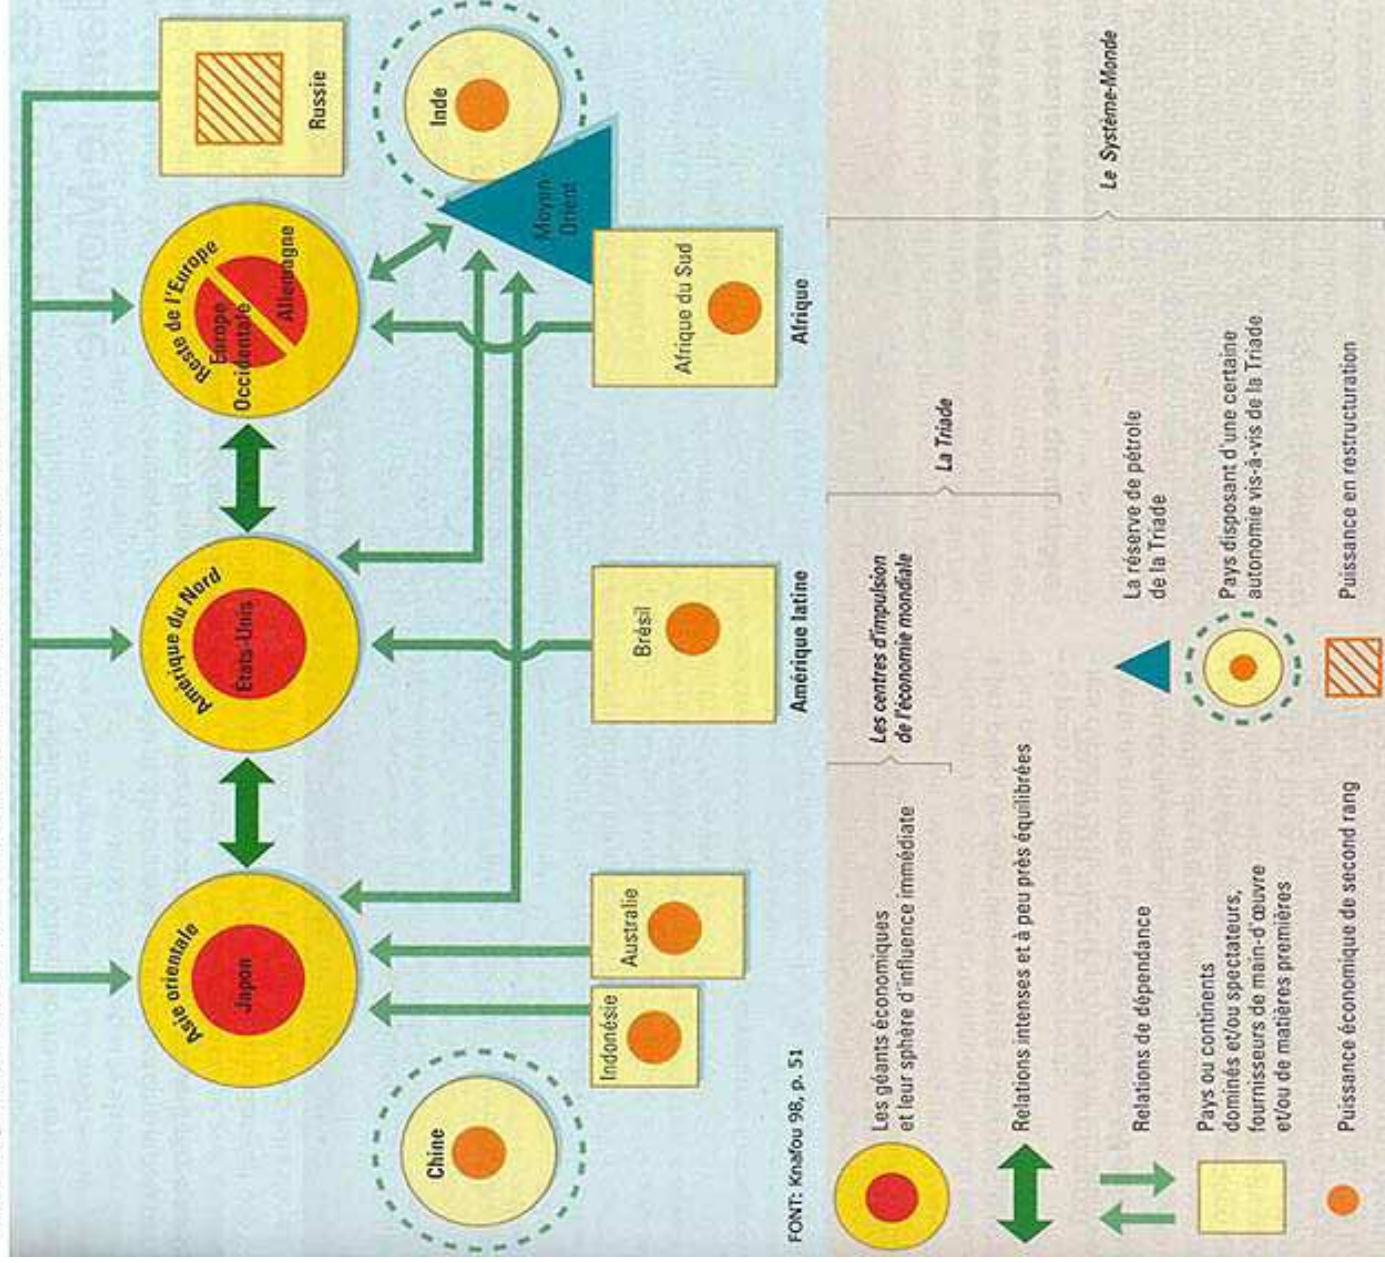 Asie orientale
Japon
Amérique du Nord
Etats-Unis
Reste de l'Europe
Europe
Occidentale
Allemagne
Russie
Chine
Inde
Moyen-
Orient
Indonésie
Australie
Brésil
Afrique du Sud
FONT: Knafou 98, p. 51
Amérique latine
Afrique
Les géants économiques
et leur sphère d'influence immédiate
Les centres d'impulsion
de l'économie mondiale
La Triade
Relations intenses et à peu près équilibrées
Le Système-Monde
Relations de dépendance
La réserve de pétrole
de la Triade
Pays ou continents
dominés et/ou spectateurs,
fournisseurs de main-d'œuvre
et/ou de matières premières
Pays disposant d'une certaine
autonomie vis-à-vis de la Triade
Puissance économique de second rang
Puissance en restructuration